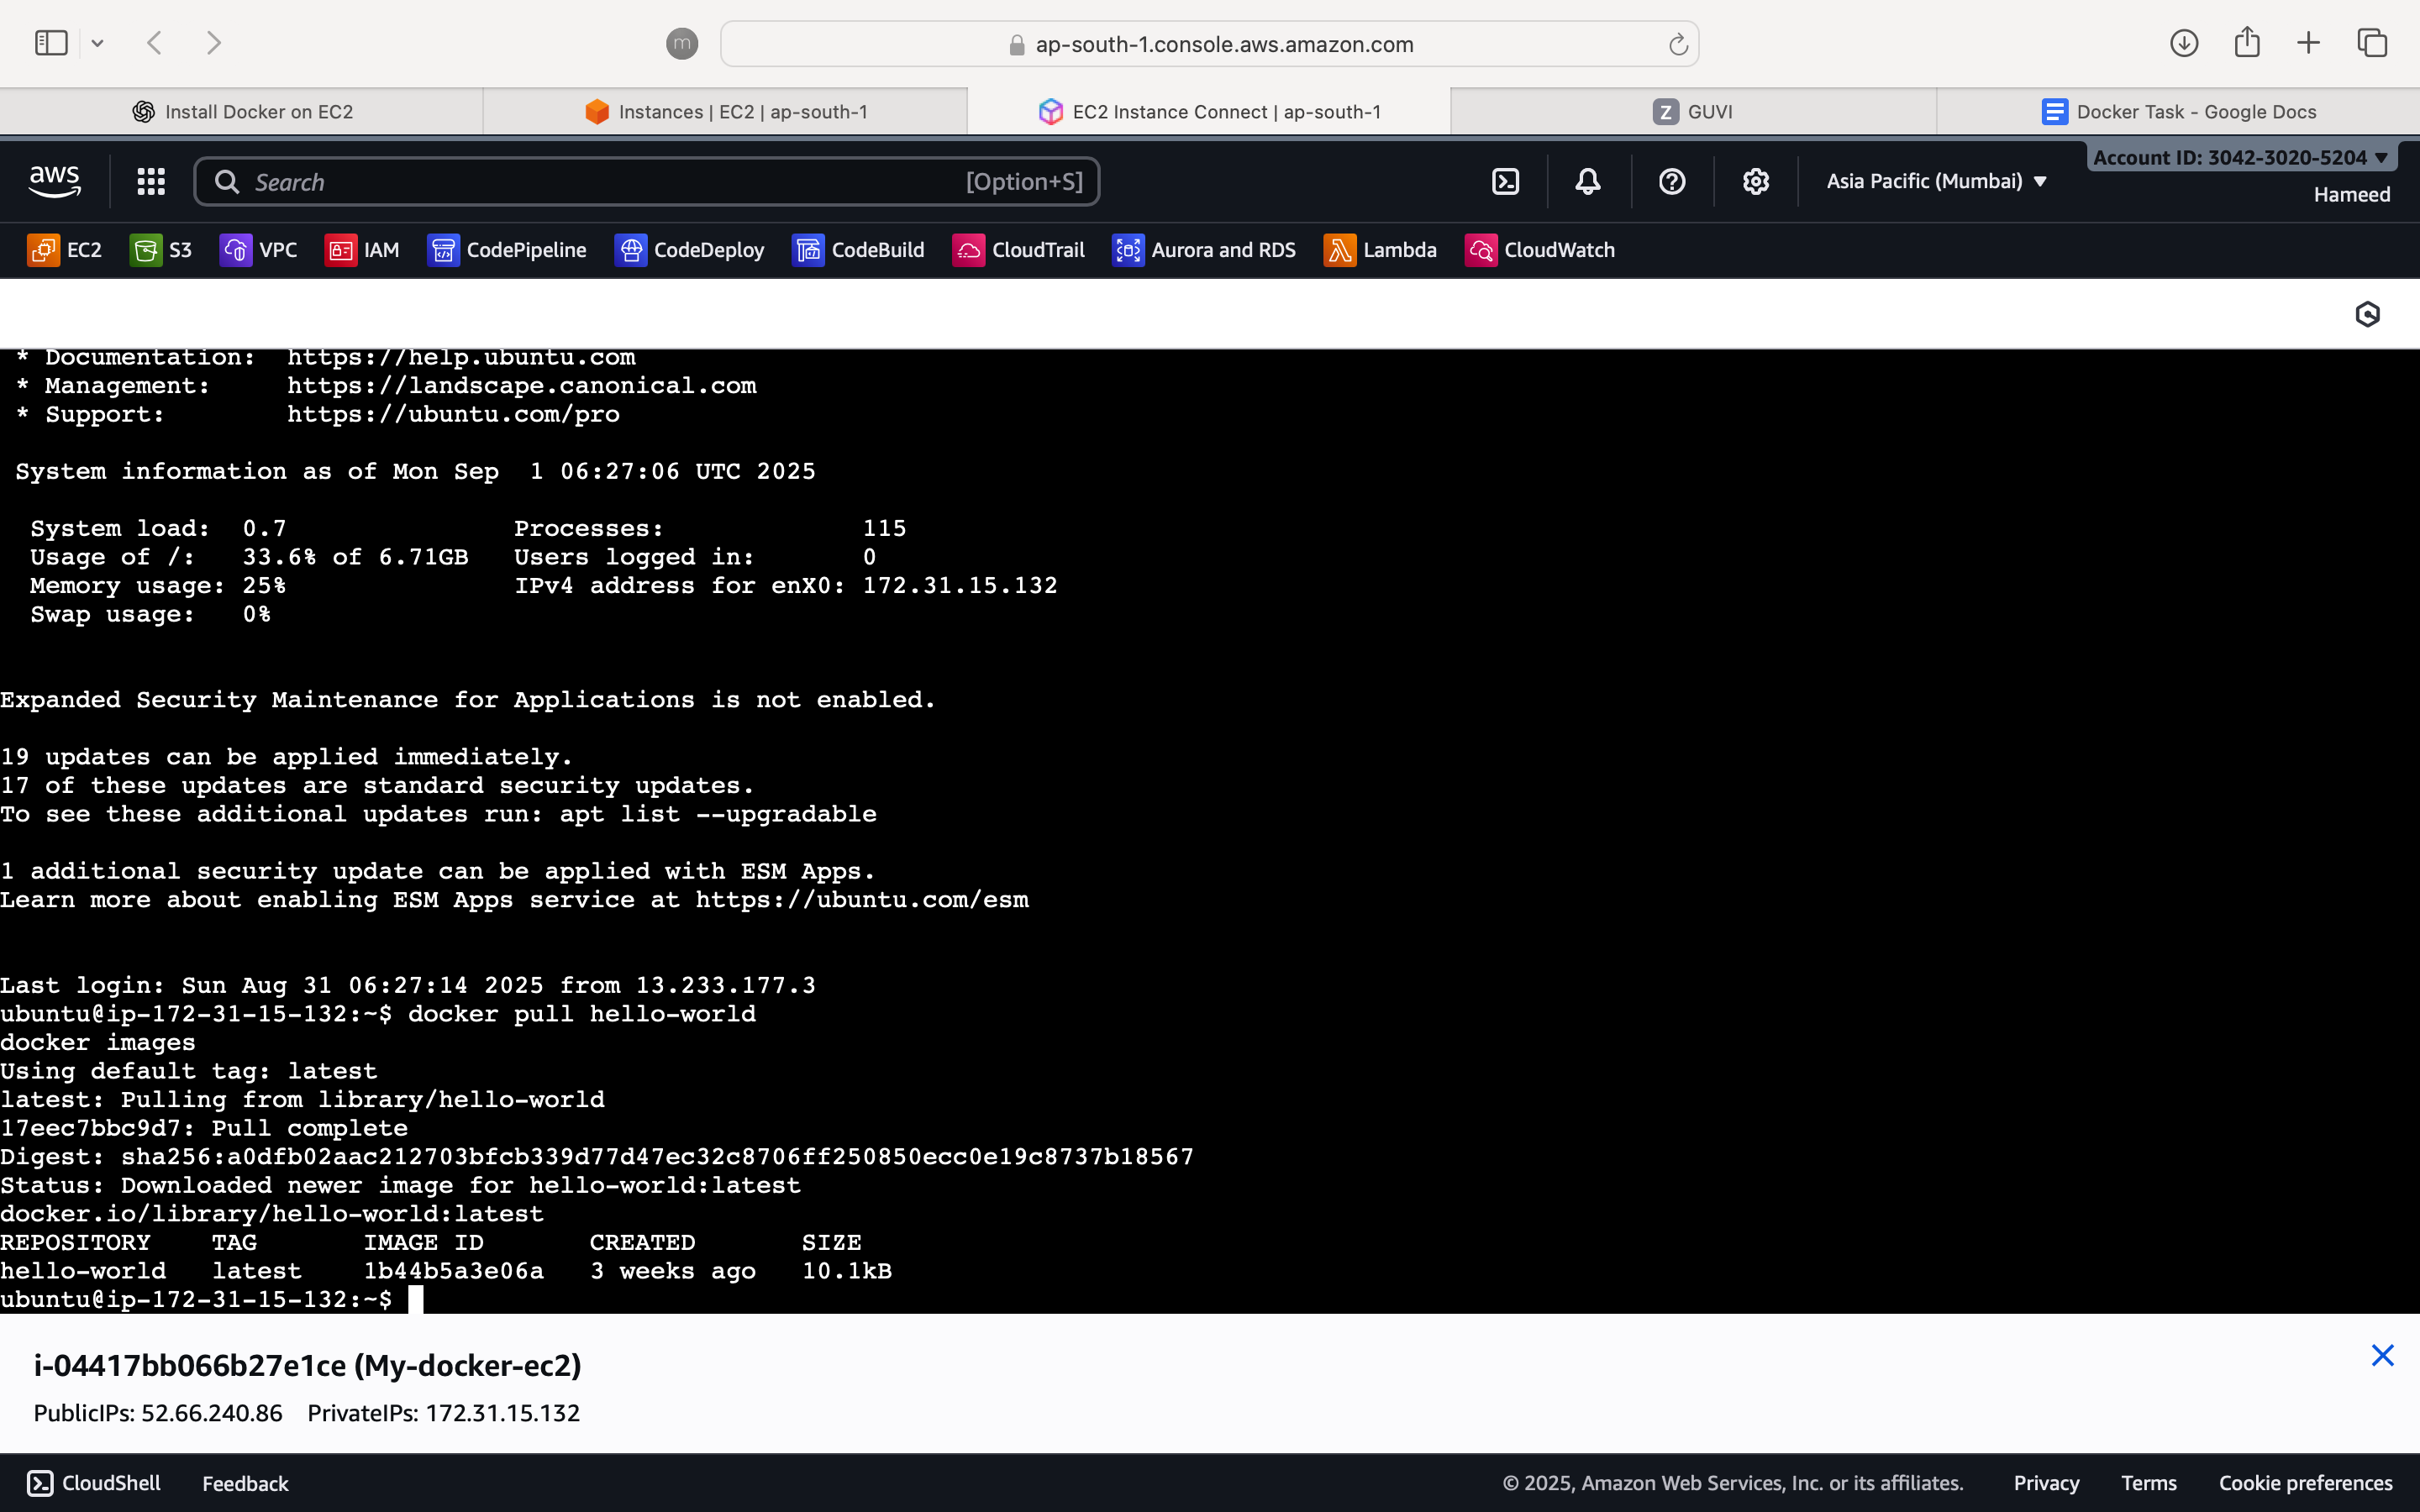 m
ap-south-1.console.aws.amazon.com
Install Docker on EC2
Instances | EC2 | ap-south-1
EC2 Instance Connect | ap-south-1
Z GUVI
Docker Task - Google Docs
aws
Search [Option+S]
Asia Pacific (Mumbai)
Account ID: 3042-3020-5204
Hameed
EC2 S3 VPC IAM CodePipeline CodeDeploy CodeBuild CloudTrail Aurora and RDS Lambda CloudWatch
* Documentation:  https://help.ubuntu.com
* Management:     https://landscape.canonical.com
* Support:        https://ubuntu.com/pro
System information as of Mon Sep  1 06:27:06 UTC 2025
System load:  0.7               Processes:             115
Usage of /:   33.6% of 6.71GB   Users logged in:       0
Memory usage: 25%               IPv4 address for enX0: 172.31.15.132
Swap usage:   0%
Expanded Security Maintenance for Applications is not enabled.
19 updates can be applied immediately.
17 of these updates are standard security updates.
To see these additional updates run: apt list --upgradable
1 additional security update can be applied with ESM Apps.
Learn more about enabling ESM Apps service at https://ubuntu.com/esm
Last login: Sun Aug 31 06:27:14 2025 from 13.233.177.3
ubuntu@ip-172-31-15-132:~$ docker pull hello-world
docker images
Using default tag: latest
latest: Pulling from library/hello-world
17eec7bbc9d7: Pull complete
Digest: sha256:a0dfb02aac212703bfcb339d77d47ec32c8706ff250850ecc0e19c8737b18567
Status: Downloaded newer image for hello-world:latest
docker.io/library/hello-world:latest
REPOSITORY    TAG       IMAGE ID       CREATED       SIZE
hello-world   latest    1b44b5a3e06a   3 weeks ago   10.1kB
ubuntu@ip-172-31-15-132:~$
i-04417bb066b27e1ce (My-docker-ec2)
PublicIPs: 52.66.240.86 PrivateIPs: 172.31.15.132
CloudShell Feedback © 2025, Amazon Web Services, Inc. or its affiliates. Privacy Terms Cookie preferences